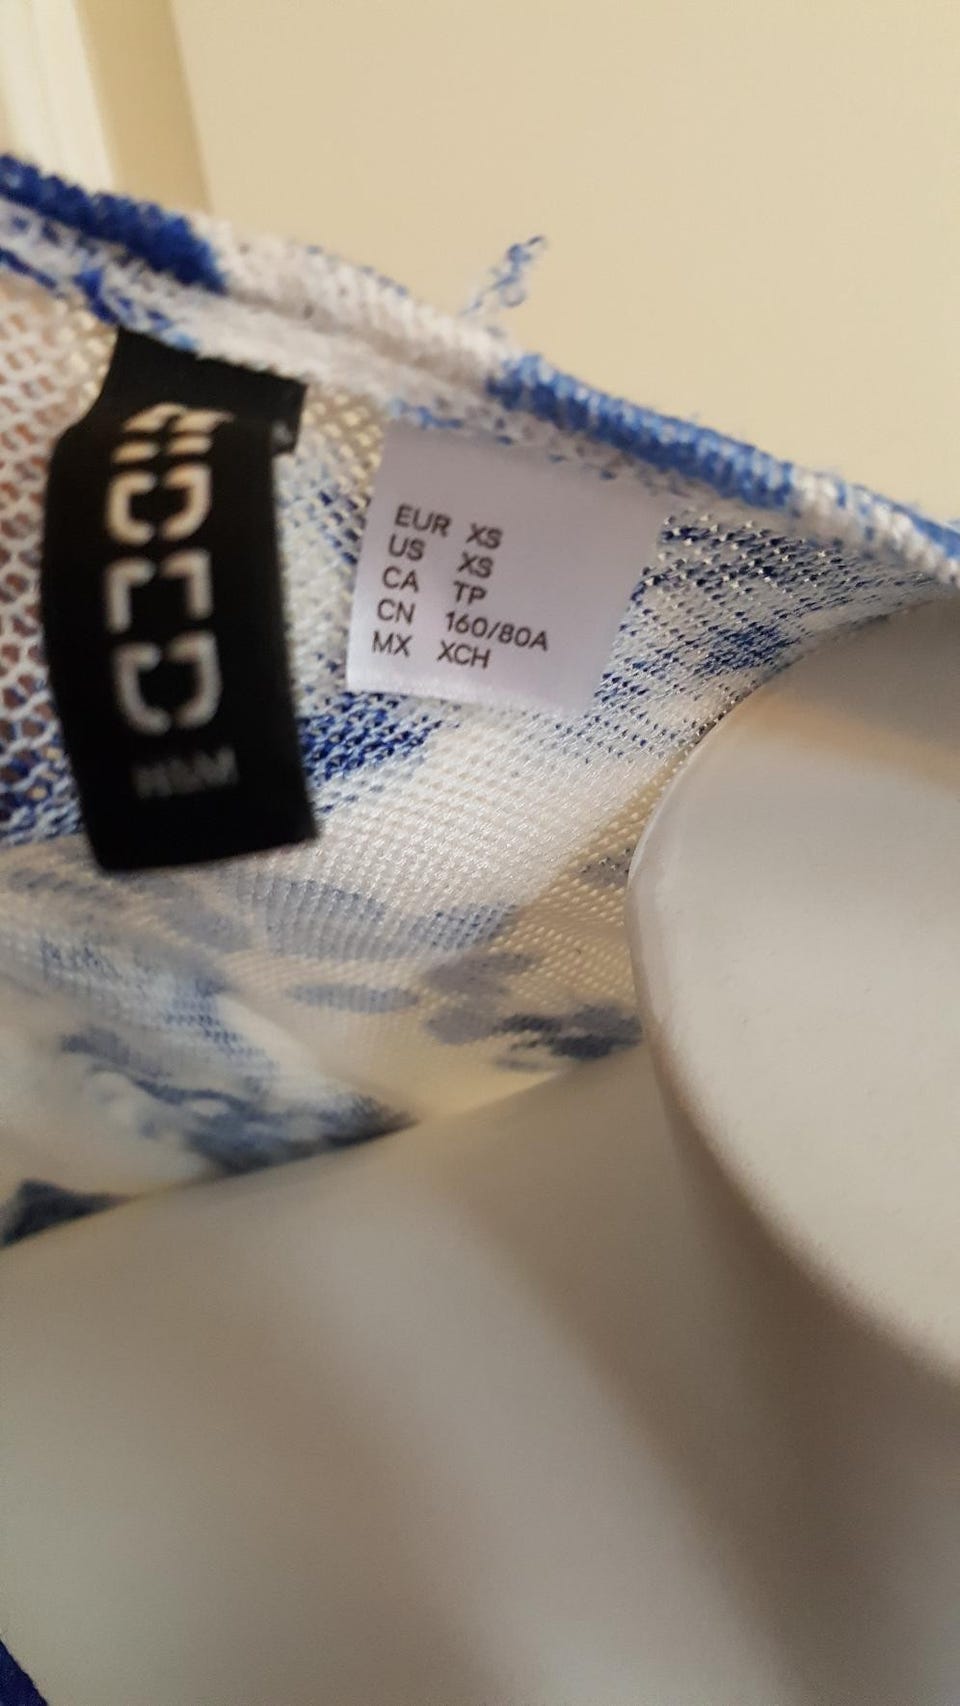 EUR XS
US XS
CA TP
CN 160/80A
MX XCH
H&M